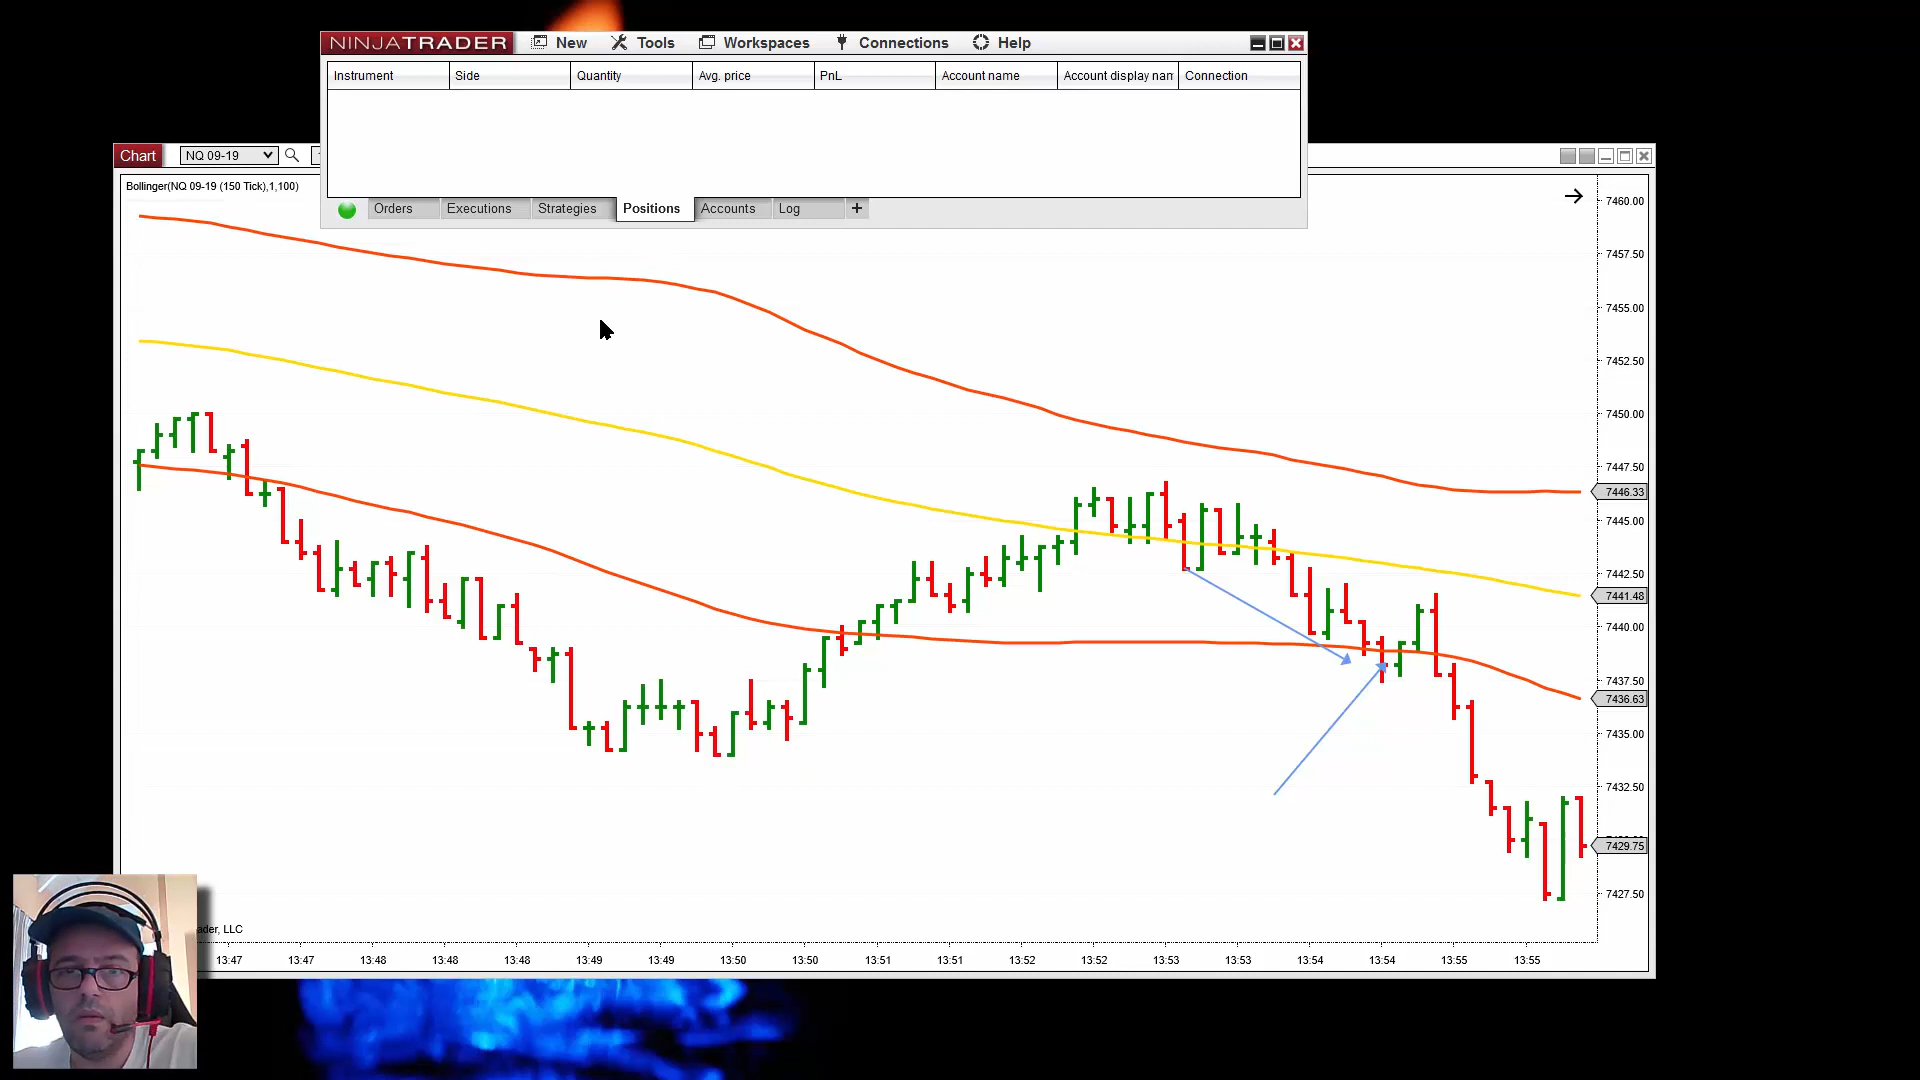 NINJATRADER New Tools Workspaces Connections Help
Instrument Side Quantity Avg. price PnL Account name Account display nam Connection
Chart NQ 09-19
Bollinger(NQ 09-19 (150 Tick),1,100)
Orders Executions Strategies Positions Accounts Log +
7460.00
7457.50
7455.00
7452.50
7450.00
7447.50
7446.33
7445.00
7442.50
7441.48
7440.00
7437.50
7436.63
7435.00
7432.50
7429.75
7427.50
ader, LLC
13:47 13:47 13:48 13:48 13:48 13:49 13:49 13:50 13:50 13:51 13:51 13:52 13:52 13:53 13:53 13:54 13:54 13:55 13:55